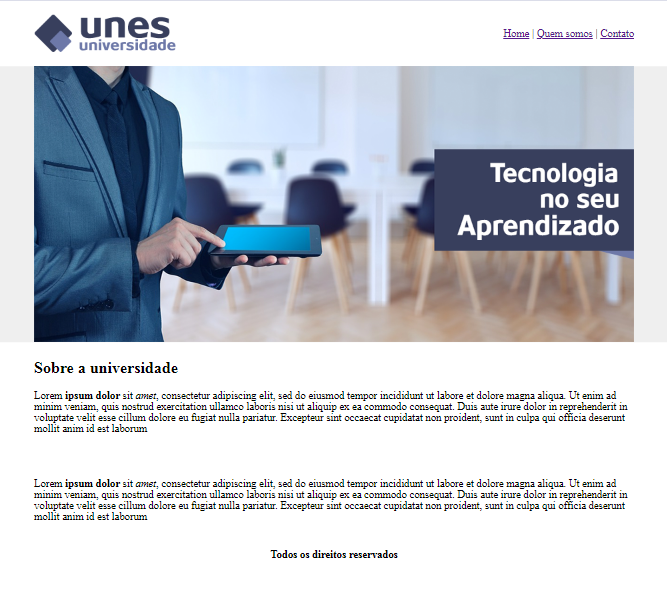 unes
universidade
Home | Quem somos | Contato
Tecnologia
no seu
Aprendizado
Sobre a universidade
Lorem ipsum dolor sit amet, consectetur adipiscing elit, sed do eiusmod tempor incididunt ut labore et dolore magna aliqua. Ut enim ad
minim veniam, quis nostrud exercitation ullamco laboris nisi ut aliquip ex ea commodo consequat. Duis aute irure dolor in reprehenderit in
voluptate velit esse cillum dolore eu fugiat nulla pariatur. Excepteur sint occaecat cupidatat non proident, sunt in culpa qui officia deserunt
mollit anim id est laborum
Lorem ipsum dolor sit amet, consectetur adipiscing elit, sed do eiusmod tempor incididunt ut labore et dolore magna aliqua. Ut enim ad
minim veniam, quis nostrud exercitation ullamco laboris nisi ut aliquip ex ea commodo consequat. Duis aute irure dolor in reprehenderit in
voluptate velit esse cillum dolore eu fugiat nulla pariatur. Excepteur sint occaecat cupidatat non proident, sunt in culpa qui officia deserunt
mollit anim id est laborum
Todos os direitos reservados